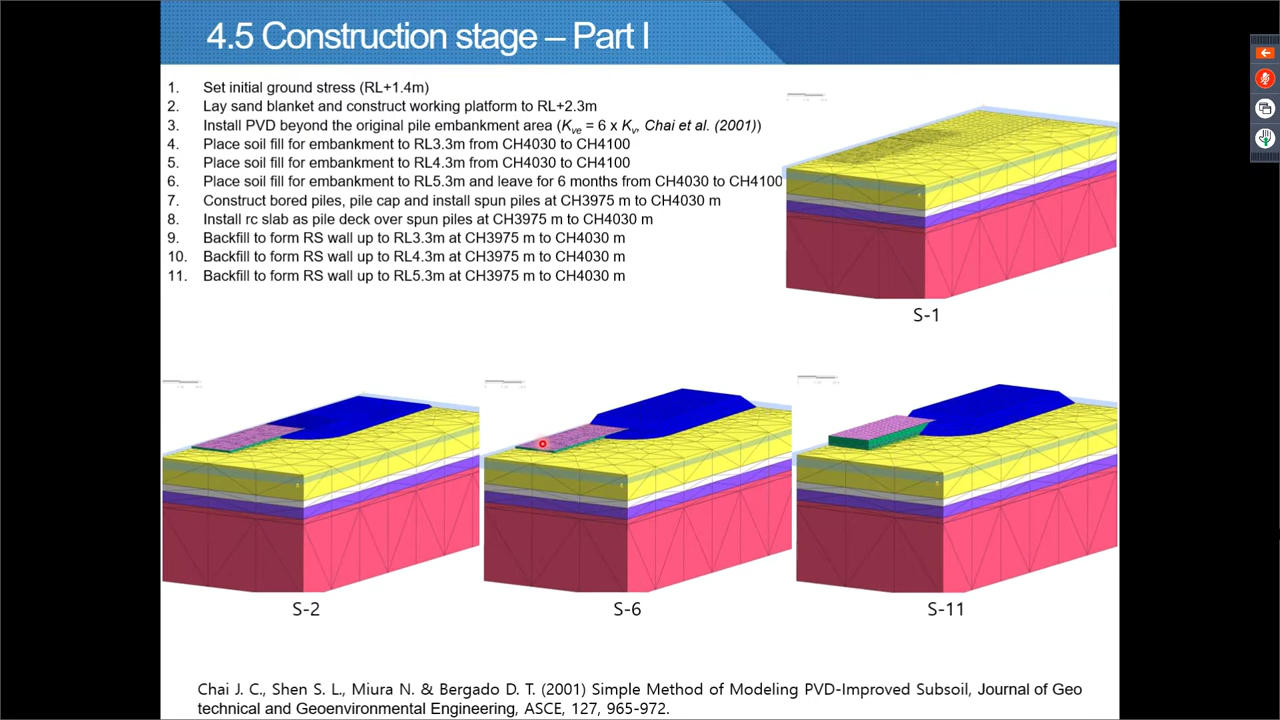 4.5 Construction stage – Part I
1. Set initial ground stress (RL+1.4m)
2. Lay sand blanket and construct working platform to RL+2.3m
3. Install PVD beyond the original pile embankment area (Kve = 6 x Kv, Chai et al. (2001))
4. Place soil fill for embankment to RL3.3m from CH4030 to CH4100
5. Place soil fill for embankment to RL4.3m from CH4030 to CH4100
6. Place soil fill for embankment to RL5.3m and leave for 6 months from CH4030 to CH4100
7. Construct bored piles, pile cap and install spun piles at CH3975 m to CH4030 m
8. Install rc slab as pile deck over spun piles at CH3975 m to CH4030 m
9. Backfill to form RS wall up to RL3.3m at CH3975 m to CH4030 m
10. Backfill to form RS wall up to RL4.3m at CH3975 m to CH4030 m
11. Backfill to form RS wall up to RL5.3m at CH3975 m to CH4030 m
S-1
S-2
S-6
S-11
Chai J. C., Shen S. L., Miura N. & Bergado D. T. (2001) Simple Method of Modeling PVD-Improved Subsoil, Journal of Geo
technical and Geoenvironmental Engineering, ASCE, 127, 965-972.